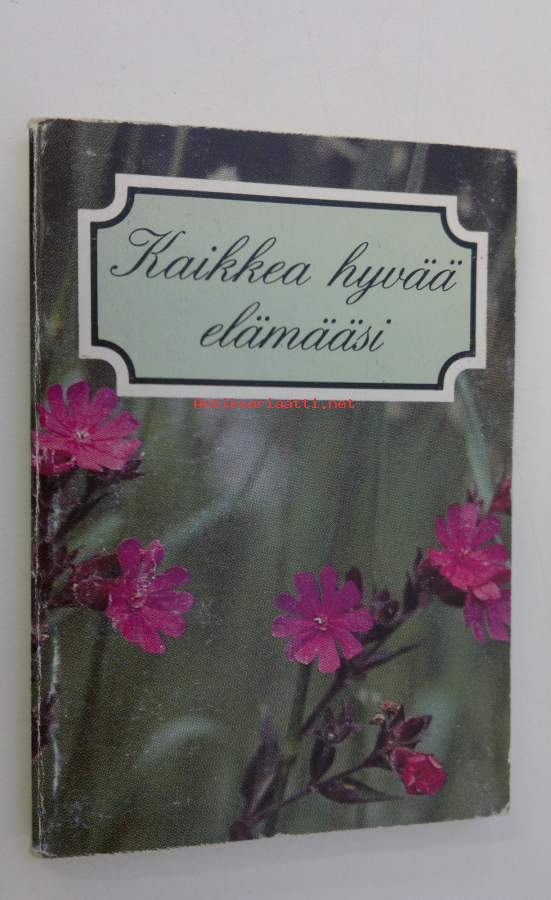 Kaikkea hyvää
elämääsi
Antikvariaatti.net